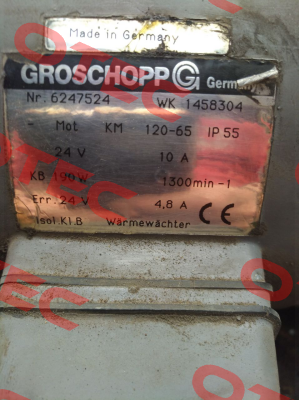 Made in Germany
GROSCHOPP G Germany
Nr. 6247524 WK 1458304
- Mot KM 120-65 IP 55
24 V 10 A
KB 190 W 1300min-1
Err. 24 V 4,8 A
Isol.Kl.B Wärmewächter CE